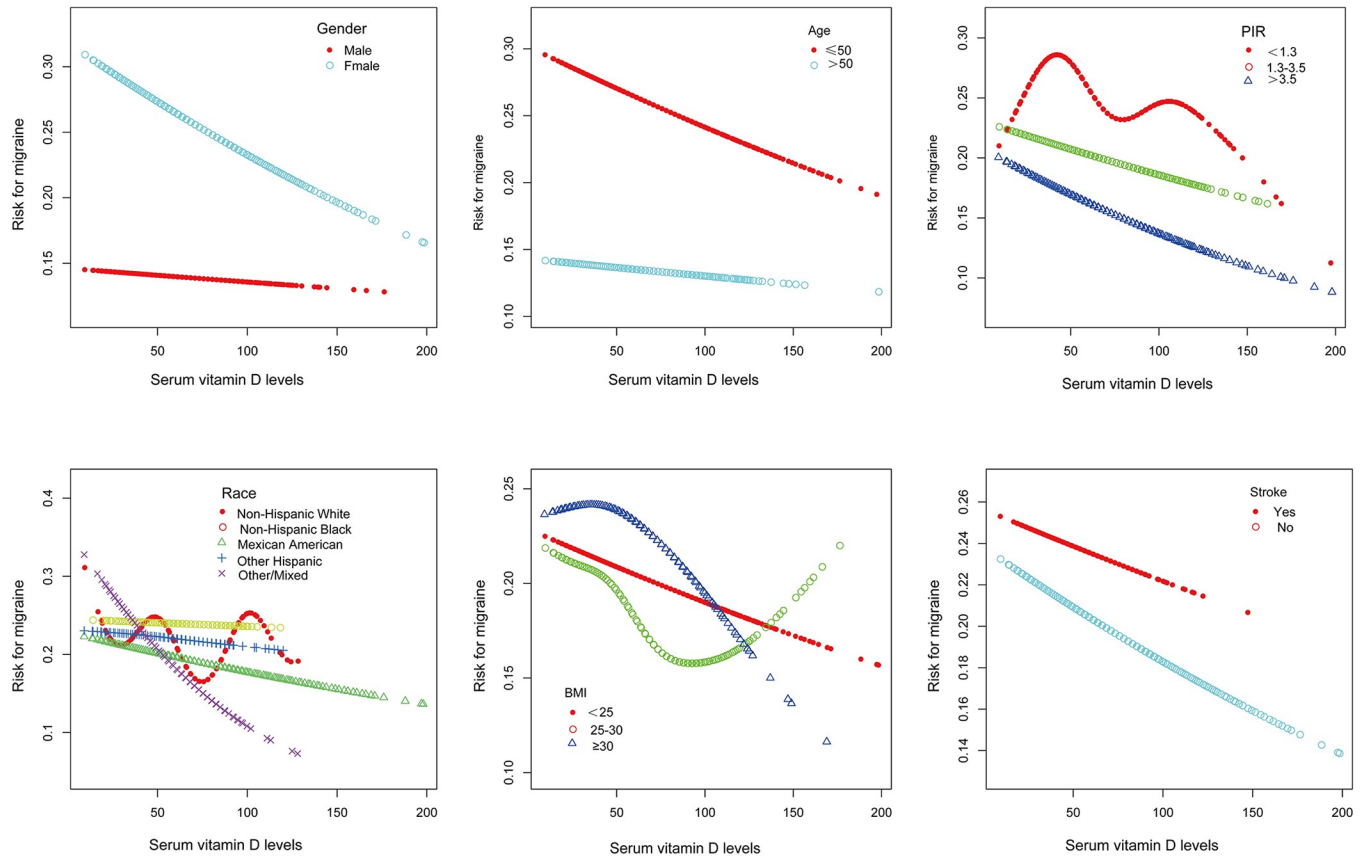 Gender
Male
Fmale
0.30
0.25
0.20
0.15
Risk for migraine
50
100
150
200
Serum vitamin D levels
Age
≤50
>50
0.30
0.25
0.20
0.15
0.10
Risk for migraine
50
100
150
200
Serum vitamin D levels
PIR
<1.3
1.3-3.5
>3.5
0.30
0.25
0.20
0.15
0.10
Risk for migraine
50
100
150
200
Serum vitamin D levels
Race
Non-Hispanic White
Non-Hispanic Black
Mexican American
Other Hispanic
Other/Mixed
0.4
0.3
0.2
0.1
Risk for migraine
50
100
150
200
Serum vitamin D levels
0.25
0.20
0.15
0.10
Risk for migraine
BMI
<25
25-30
≥30
50
100
150
200
Serum vitamin D levels
Stroke
Yes
No
0.26
0.24
0.22
0.20
0.18
0.16
0.14
Risk for migraine
50
100
150
200
Serum vitamin D levels